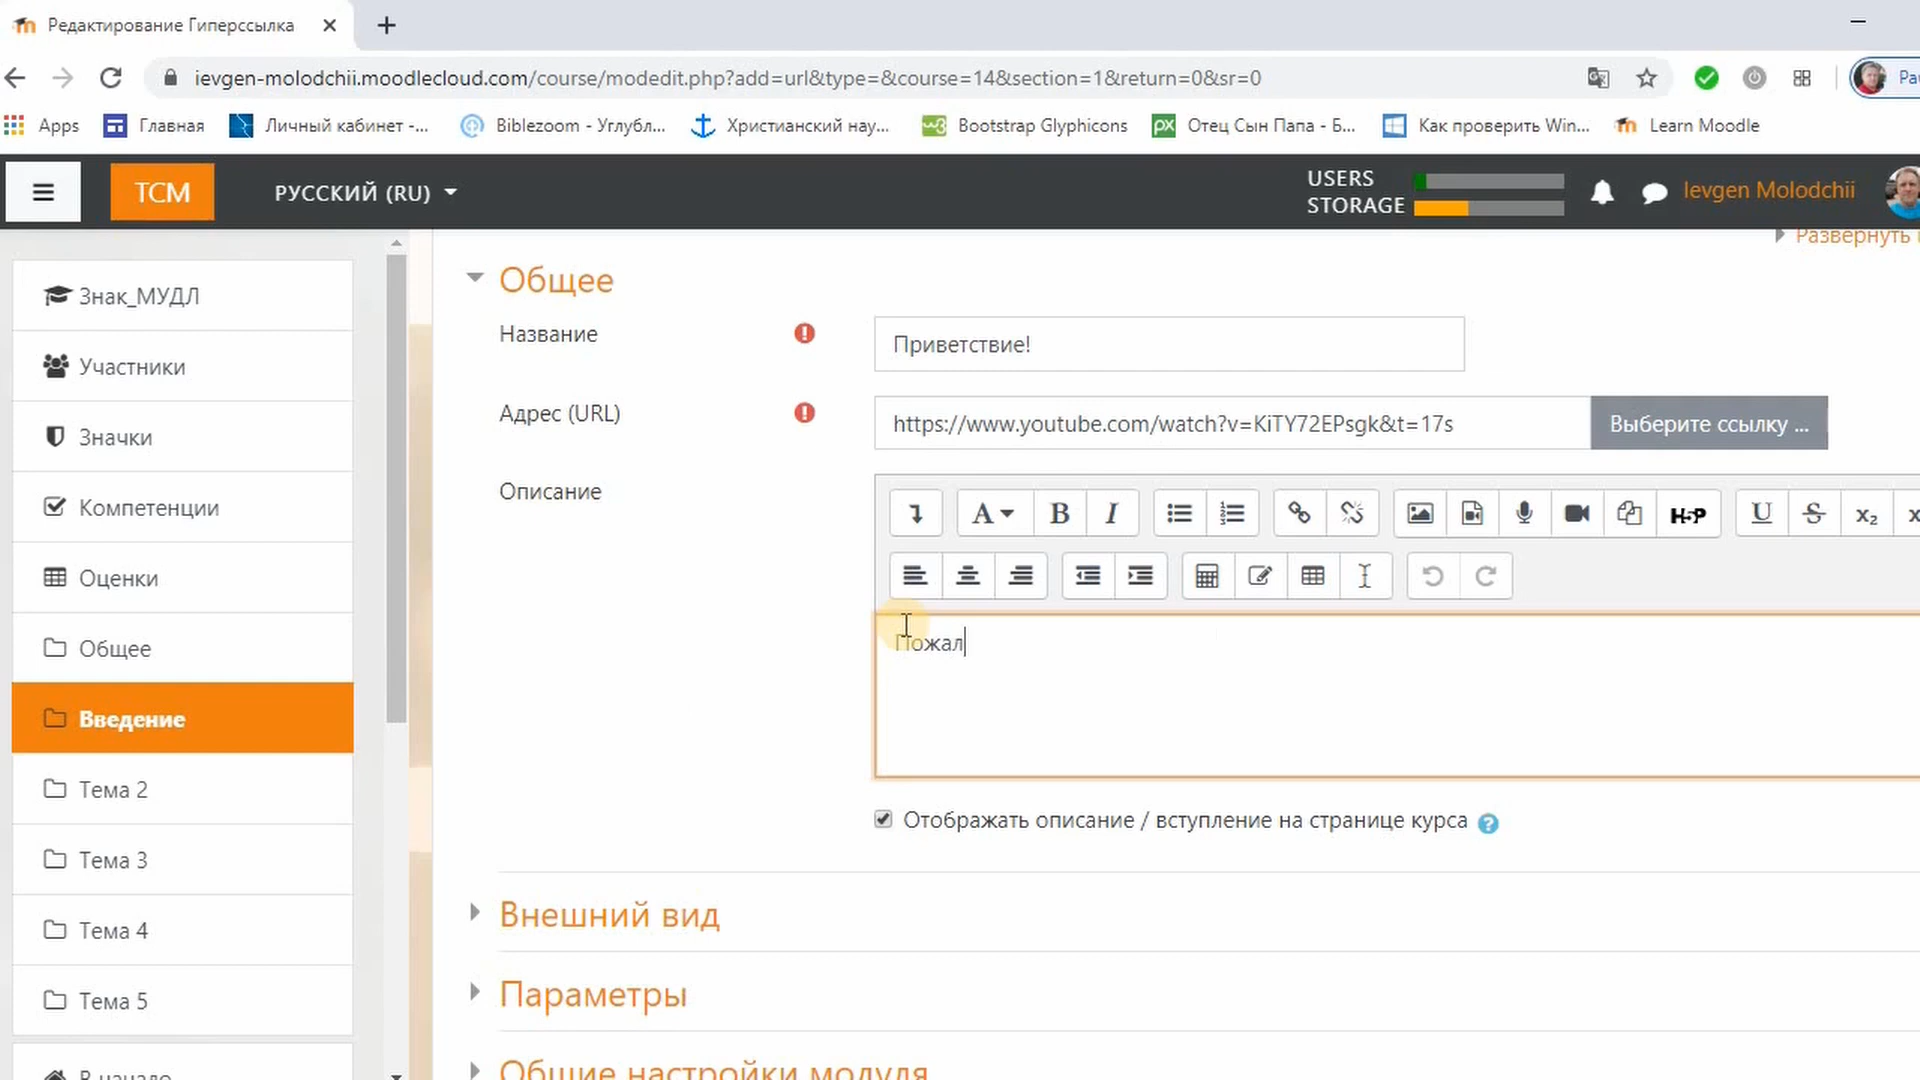 Редактирование Гиперссылка
ievgen-molodchii.moodlecloud.com/course/modedit.php?add=url&type=&course=14&section=1&return=0&sr=0
Apps Главная Личный кабинет -... Biblezoom - Углубл... Христианский нау... Bootstrap Glyphicons Отец Сын Папа - Б... Как проверить Win... Learn Moodle
TCM РУССКИЙ (RU) USERS
STORAGE
Ievgen Molodchii
Развернуть
Знак_МУДЛ
Участники
Значки
Компетенции
Оценки
Общее
Введение
Тема 2
Тема 3
Тема 4
Тема 5
В начало
Общее
Название
Приветствие!
Адрес (URL)
https://www.youtube.com/watch?v=KiTY72EPsgk&t=17s
Выберите ссылку ...
Описание
A B I H5P U S x₂
Пожал
Отображать описание / вступление на странице курса
Внешний вид
Параметры
Общие настройки модуля